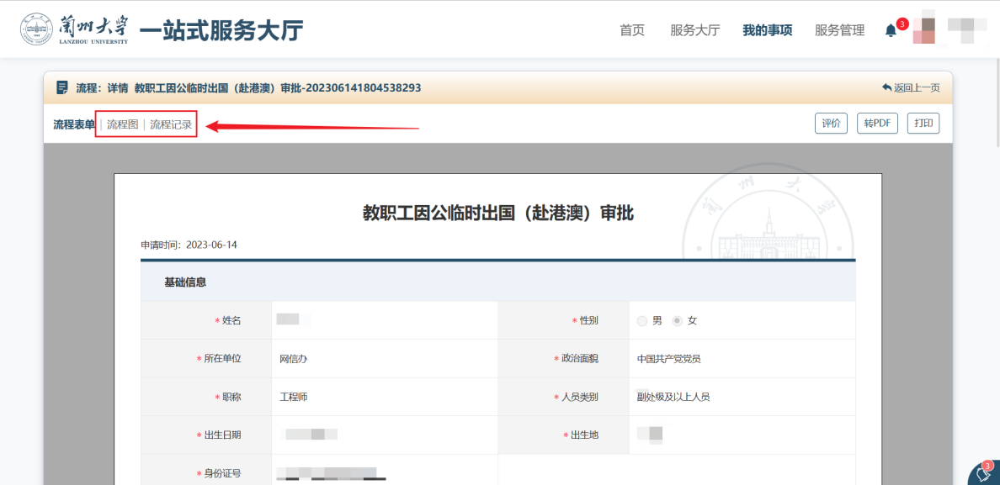 兰州大学 一站式服务大厅 首页 服务大厅 我的事项 服务管理 3
LANZHOU UNIVERSITY
流程：详情 教职工因公临时出国（赴港澳）审批-202306141804538293 返回上一页
流程表单 | 流程图 | 流程记录 评价 转PDF 打印
兰州大学
教职工因公临时出国（赴港澳）审批
申请时间：2023-06-14
基础信息
* 姓名 * 性别 男 女
* 所在单位 网信办 * 政治面貌 中国共产党党员
* 职称 工程师 * 人员类别 副处级及以上人员
* 出生日期 * 出生地
* 身份证号
3